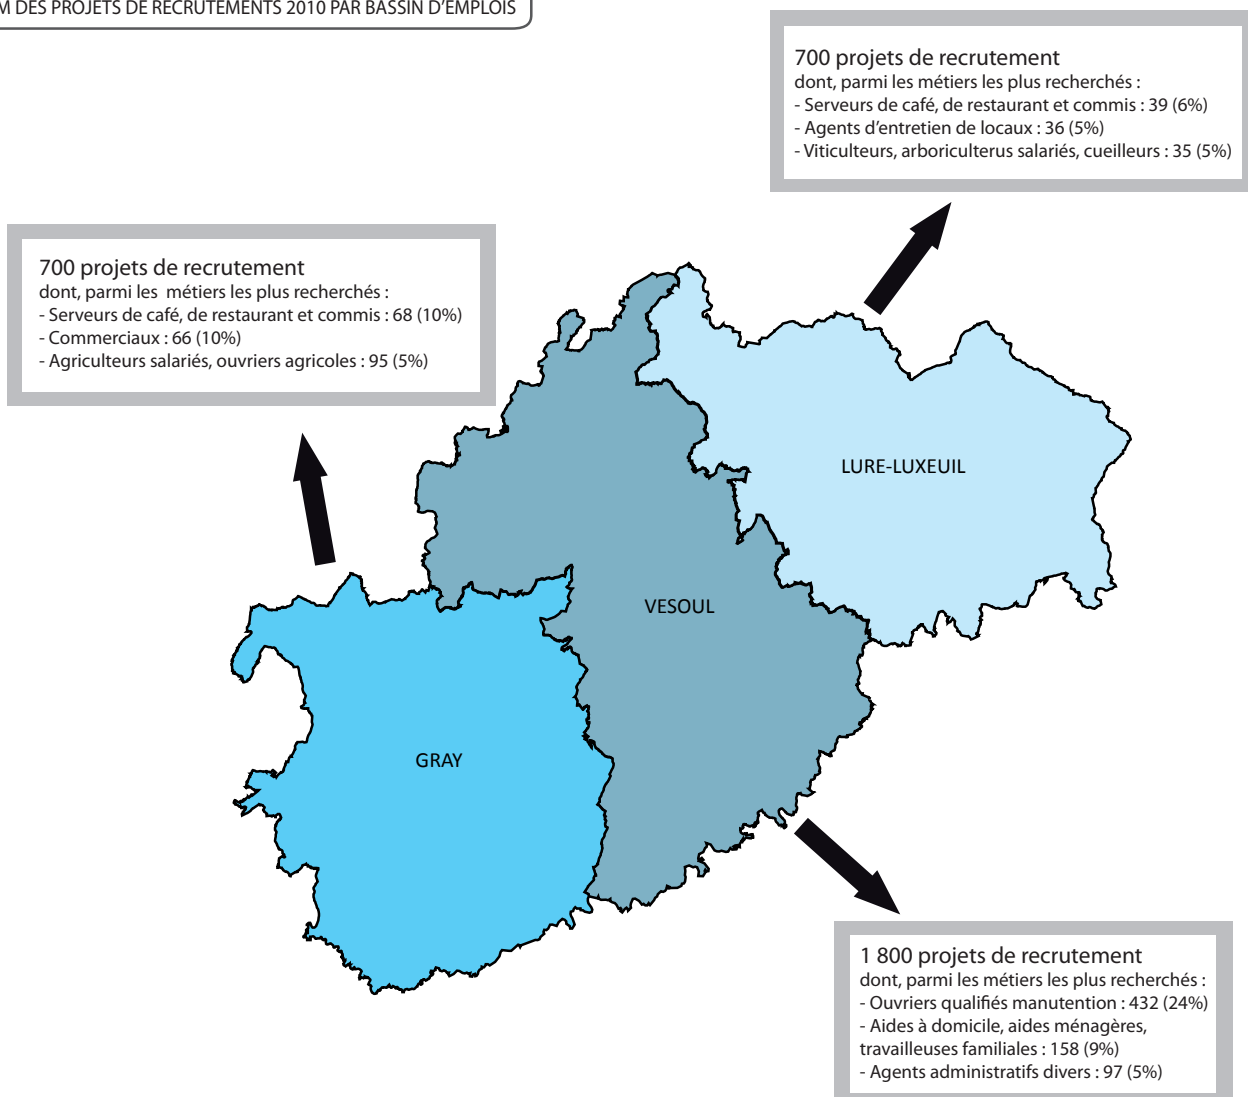 DES PROJETS DE RECRUTEMENTS 2010 PAR BASSIN D’EMPLOIS
700 projets de recrutement
dont, parmi les métiers les plus recherchés :
- Serveurs de café, de restaurant et commis : 39 (6%)
- Agents d’entretien de locaux : 36 (5%)
- Viticulteurs, arboriculterus salariés, cueilleurs : 35 (5%)
700 projets de recrutement
dont, parmi les métiers les plus recherchés :
- Serveurs de café, de restaurant et commis : 68 (10%)
- Commerciaux : 66 (10%)
- Agriculteurs salariés, ouvriers agricoles : 95 (5%)
LURE-LUXEUIL
VESOUL
GRAY
1 800 projets de recrutement
dont, parmi les métiers les plus recherchés :
- Ouvriers qualifiés manutention : 432 (24%)
- Aides à domicile, aides ménagères,
travailleuses familiales : 158 (9%)
- Agents administratifs divers : 97 (5%)